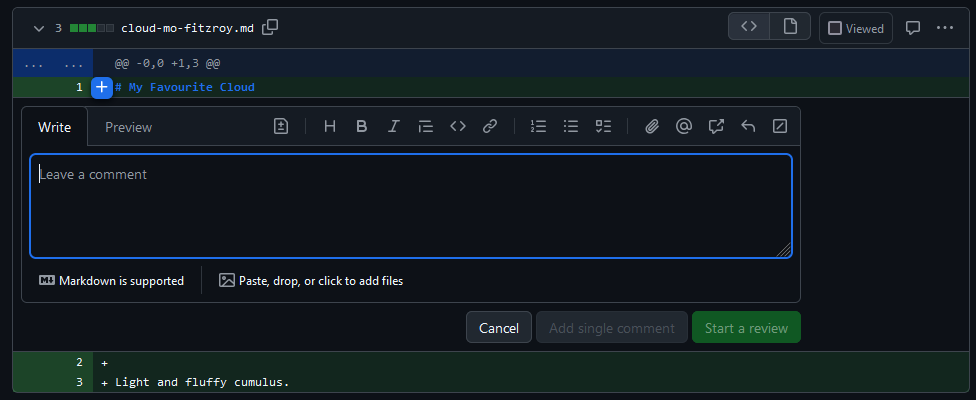 3 cloud-mo-fitzroy.md Viewed
... ... @@ -0,0 +1,3 @@
1 + # My Favourite Cloud
Write Preview H B I
Leave a comment
Markdown is supported Paste, drop, or click to add files
Cancel Add single comment Start a review
2 +
3 + Light and fluffy cumulus.